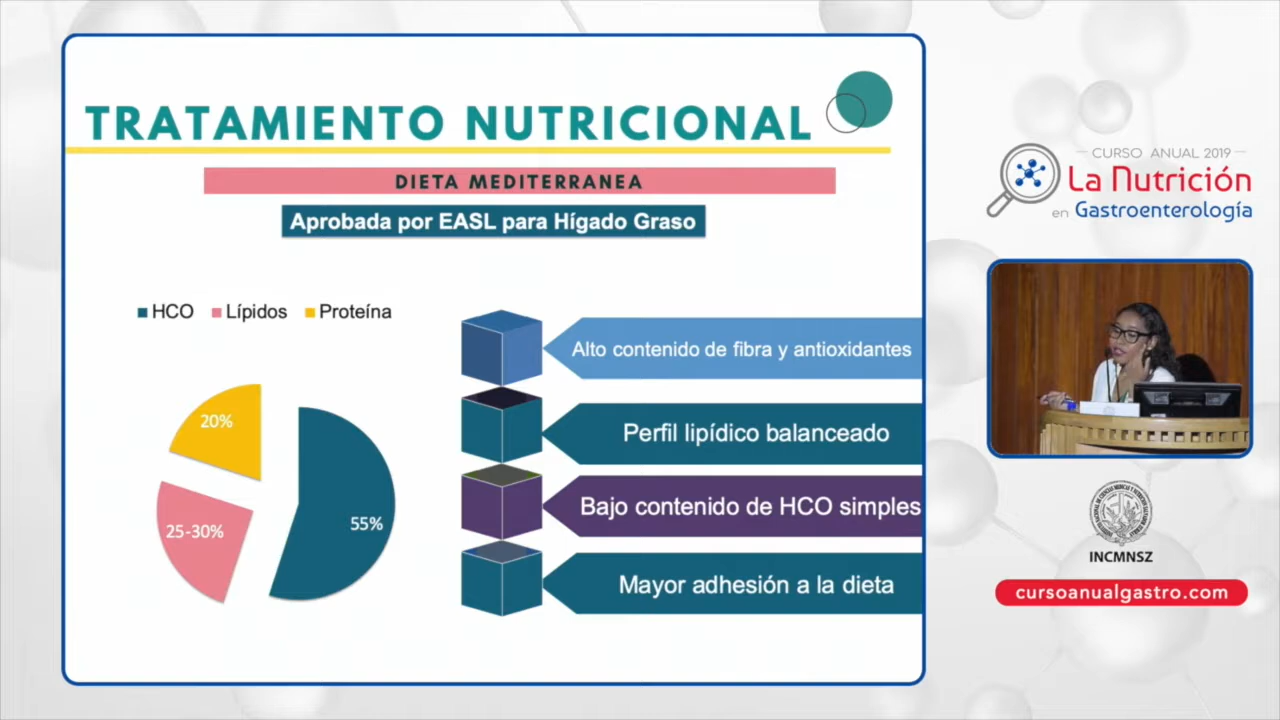 TRATAMIENTO NUTRICIONAL
DIETA MEDITERRANEA
Aprobada por EASL para Hígado Graso
HCO
Lípidos
Proteína
20%
25-30%
55%
Alto contenido de fibra y antioxidantes
Perfil lipídico balanceado
Bajo contenido de HCO simples
Mayor adhesión a la dieta
CURSO ANUAL 2019
La Nutrición
en Gastroenterología
INCMNSZ
cursoanualgastro.com